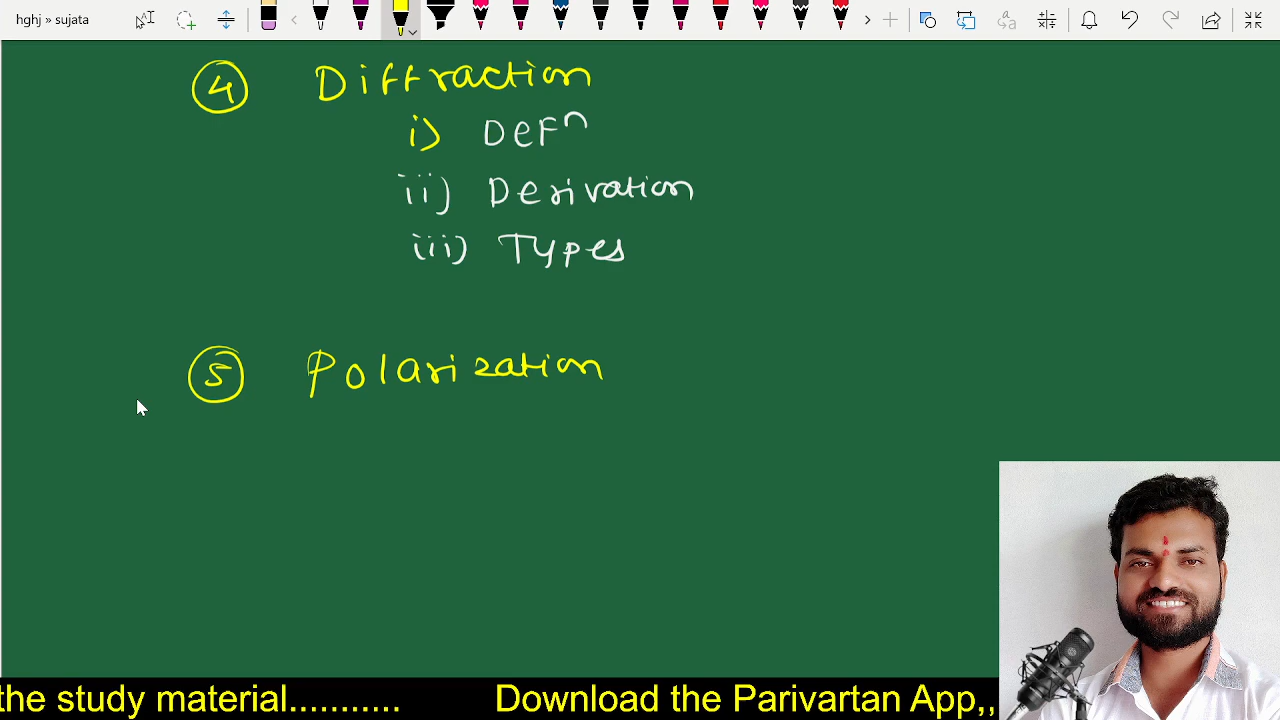 hghj » sujata
4 Diffraction
i) Defⁿ
ii) Derivation
iii) Types
5 Polarization
the study material........... Download the Parivartan App,,